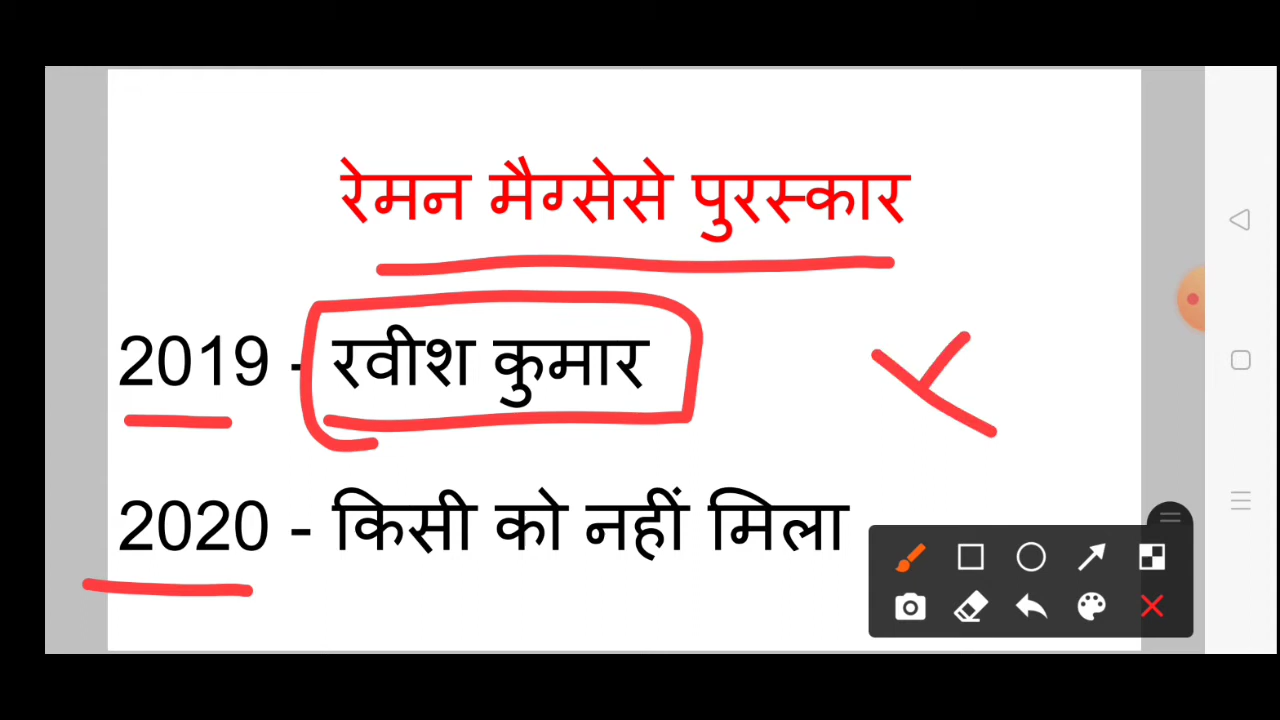 रेमन मैग्सेसे पुरस्कार
2019 - रवीश कुमार
2020 - किसी को नहीं मिला